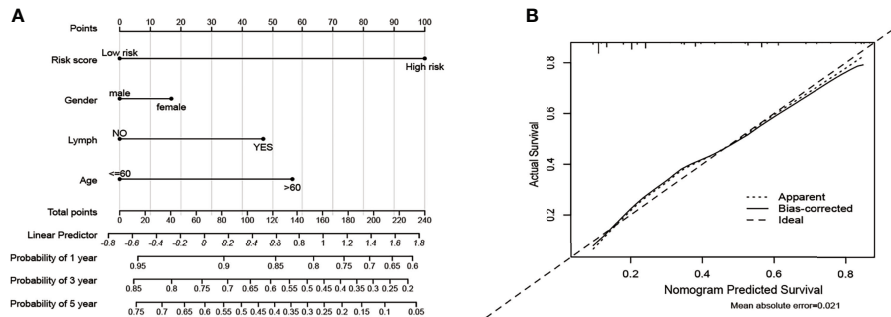 A
Points
0 10 20 30 40 50 60 70 80 90 100
Risk score
Low risk
High risk
Gender
male
female
Lymph
NO
YES
Age
<=60
>60
Total points
0 20 40 60 80 100 120 140 160 180 200 220 240
Linear Predictor
-0.8 -0.6 -0.4 -0.2 0 0.2 0.4 0.6 0.8 1 1.2 1.4 1.6 1.8
Probability of 1 year
0.95 0.9 0.85 0.8 0.75 0.7 0.65 0.6
Probability of 3 year
0.85 0.8 0.7 0.6 0.55 0.5 0.45 0.4 0.35 0.3 0.25 0.2
Probability of 5 year
0.75 0.7 0.65 0.6 0.55 0.5 0.45 0.4 0.35 0.3 0.25 0.2 0.15 0.1 0.05
B
Actual Survival
0.8
0.6
0.4
0.2
Apparent
Bias-corrected
Ideal
0.2 0.4 0.6 0.8
Nomogram Predicted Survival
Mean absolute error=0.021